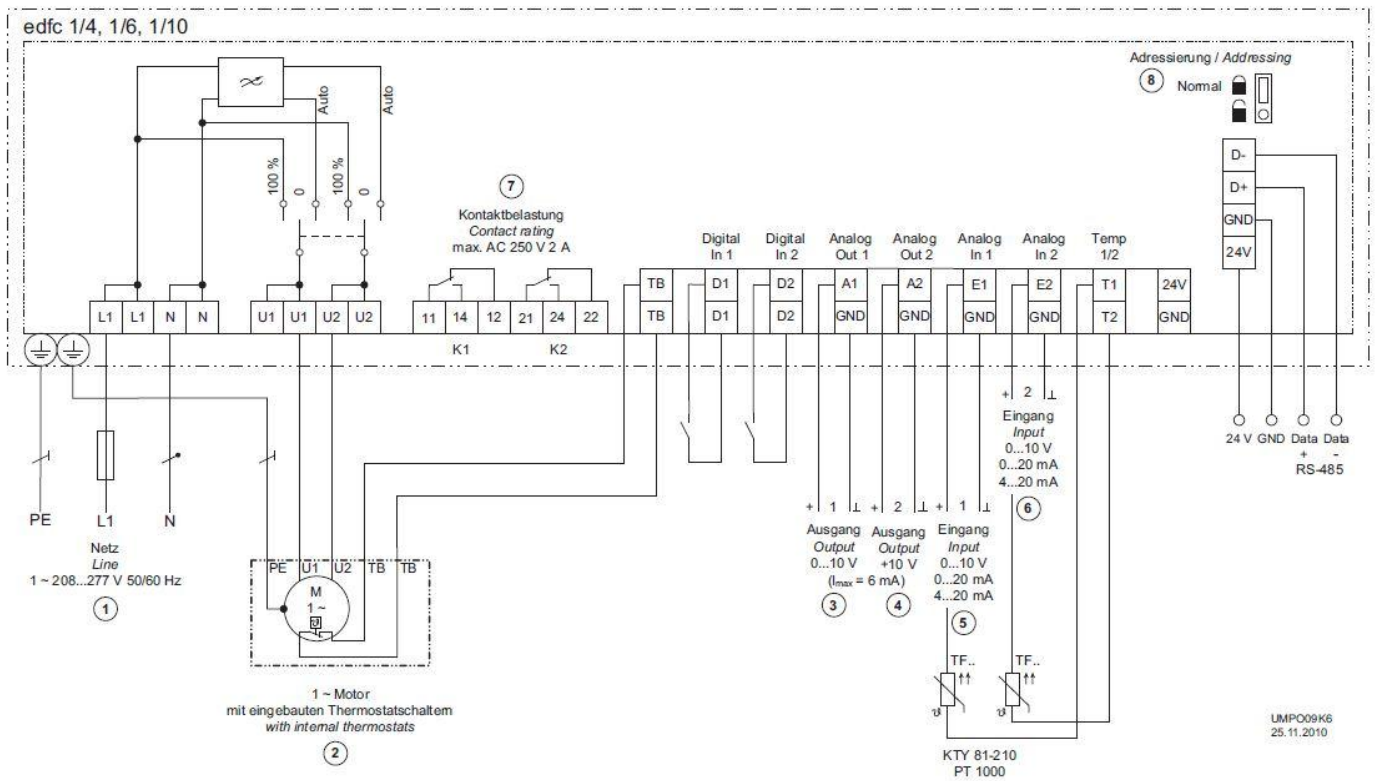 edfc 1/4, 1/6, 1/10
Adressierung / Addressing
8
Normal
Auto
Auto
100 %
0
100 %
0
7
Kontaktbelastung
Contact rating
max. AC 250 V 2 A
D-
D+
GND
24V
Digital In 1
Digital In 2
Analog Out 1
Analog Out 2
Analog In 1
Analog In 2
Temp 1/2
TB
D1
D2
A1
A2
E1
E2
T1
24V
L1
L1
N
N
U1
U1
U2
U2
11
14
12
21
24
22
TB
D1
D2
GND
GND
GND
GND
T2
GND
K1
K2
+ 2 ⊥
Eingang
Input
0...10 V
0...20 mA
4...20 mA
6
24 V
GND
Data +
Data -
RS-485
PE
L1
N
Netz
Line
1 ~ 208...277 V 50/60 Hz
1
+ 1 ⊥
Ausgang
Output
0...10 V
+ 2 ⊥
Ausgang
Output
+10 V
(Imax = 6 mA)
3
4
+ 1 ⊥
Eingang
Input
0...10 V
0...20 mA
4...20 mA
5
PE
U1
U2
TB
TB
M
1 ~
ϑ
1 ~ Motor
mit eingebauten Thermostatschaltern
with internal thermostats
2
TF..
ϑ
TF..
ϑ
KTY 81-210
PT 1000
UMPO09K6
25.11.2010